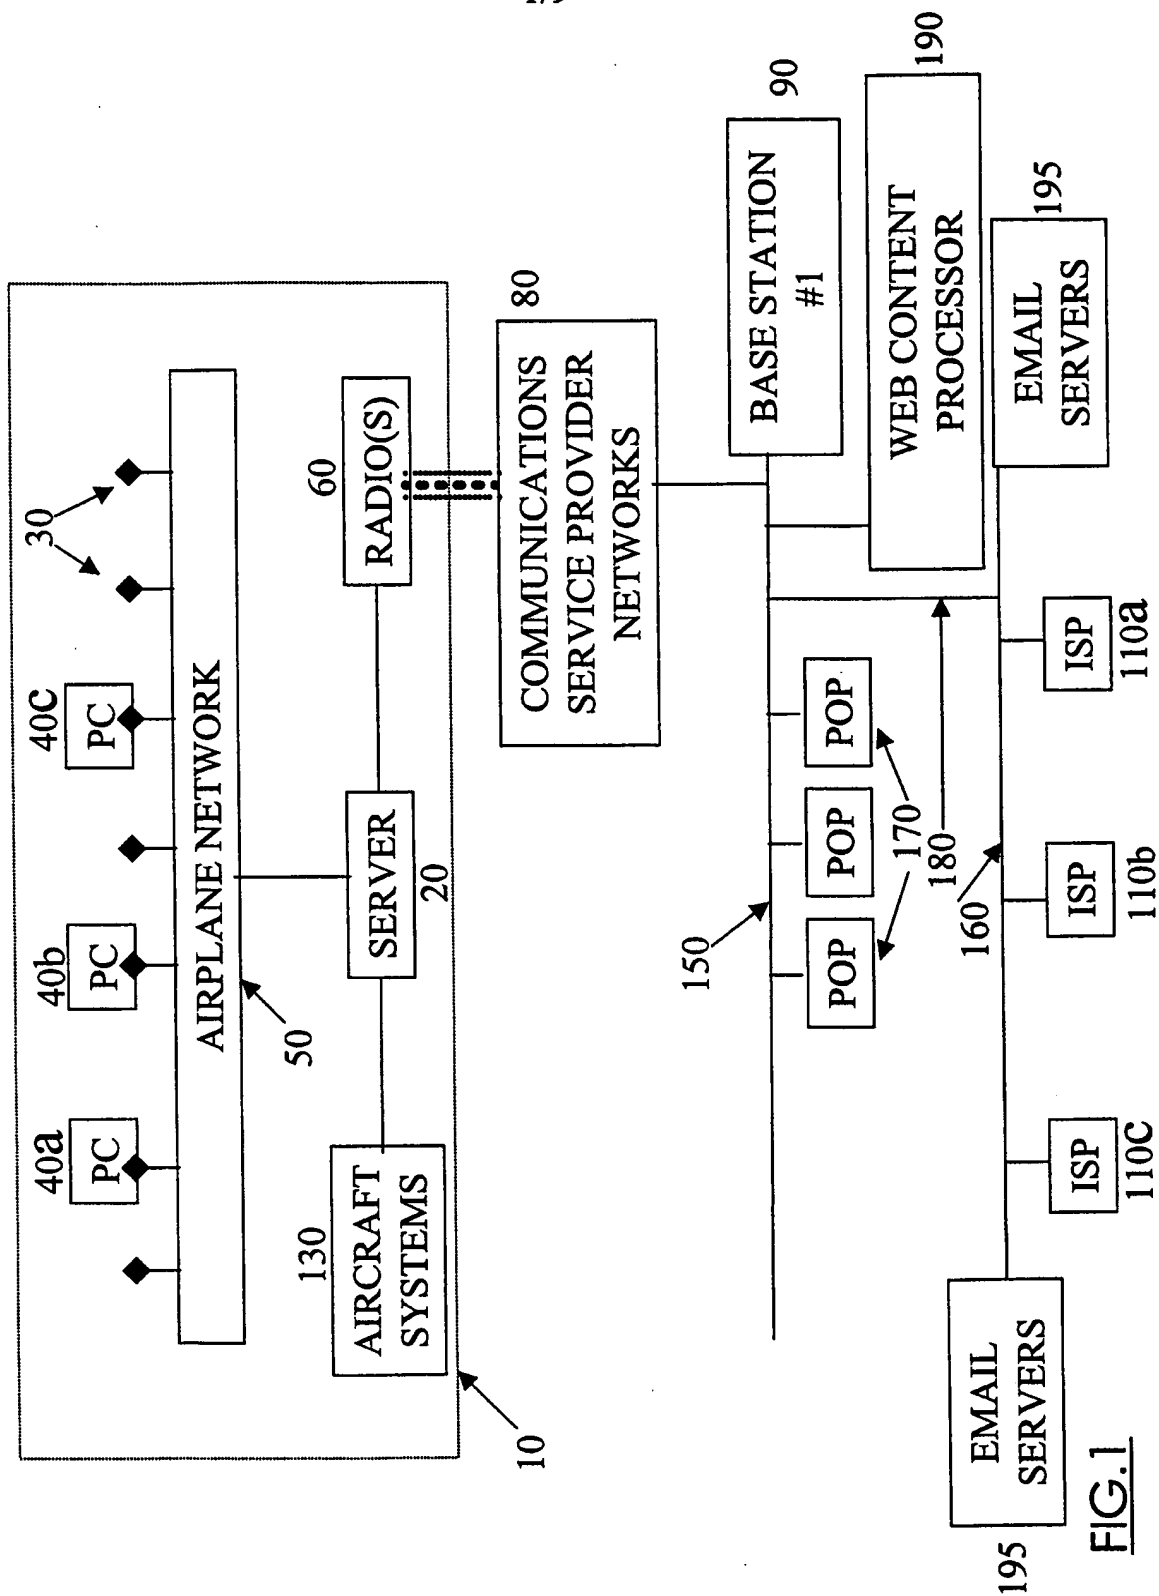 30
40a
40b
40c
PC
PC
PC
AIRPLANE NETWORK
50
130
AIRCRAFT
SYSTEMS
SERVER
20
60
RADIO(S)
10
80
COMMUNICATIONS
SERVICE PROVIDER
NETWORKS
150
BASE STATION
#1
90
POP
POP
POP
170
180
WEB CONTENT
PROCESSOR
190
160
EMAIL
SERVERS
195
EMAIL
SERVERS
195
ISP
110c
ISP
110b
ISP
110a
FIG.1